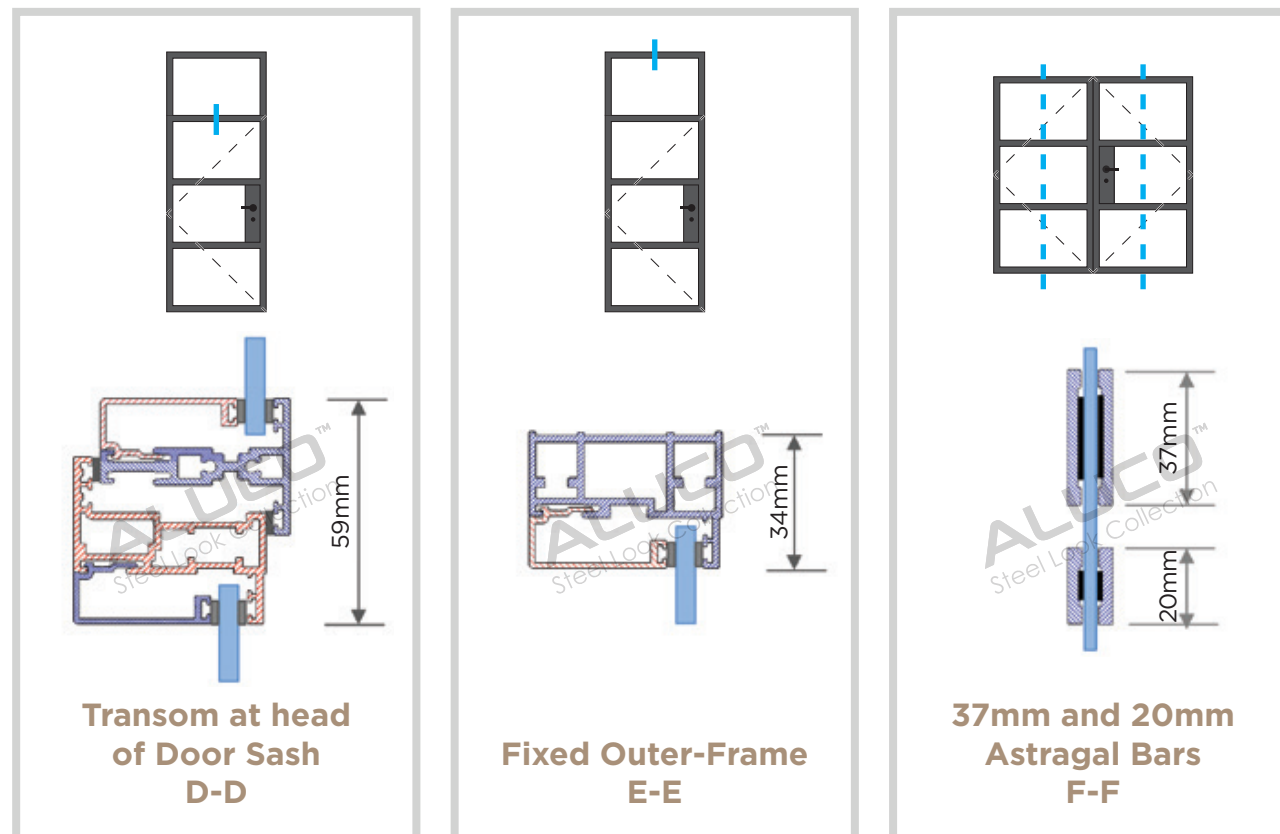 59mm
ALUCO™
Steel Look Collection
Transom at head
of Door Sash
D-D
34mm
ALUCO™
Steel Look Collection
Fixed Outer-Frame
E-E
37mm
20mm
ALUCO™
Steel Look Collection
37mm and 20mm
Astragal Bars
F-F